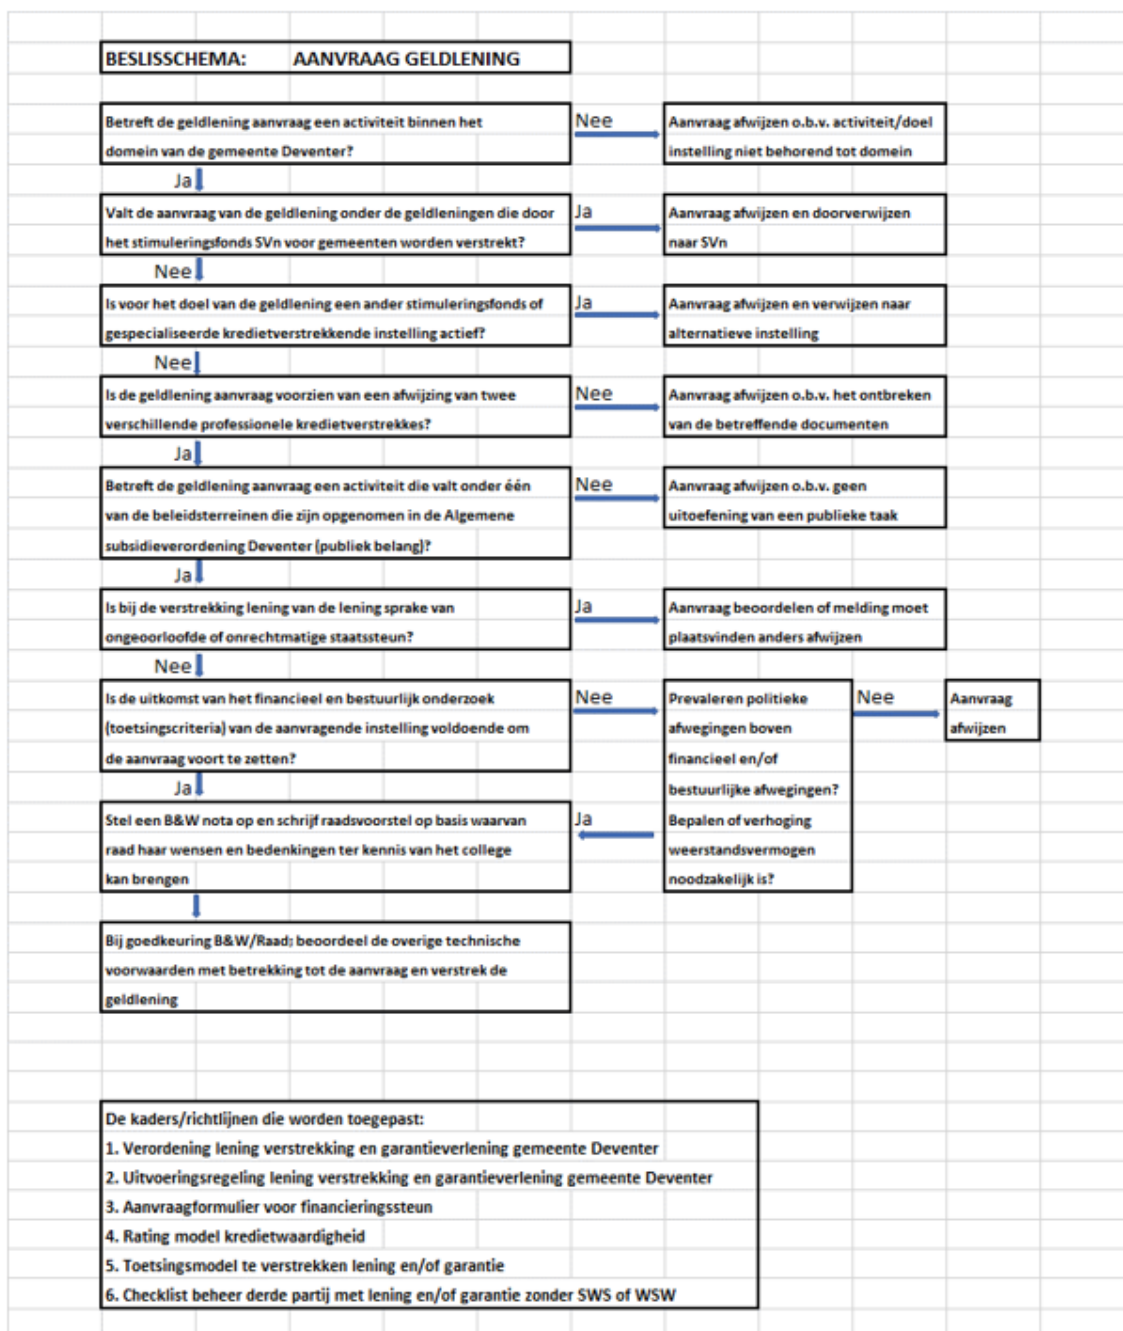 BESLISSCHEMA: AANVRAAG GELDLENING
Betreft de geldlening aanvraag een activiteit binnen het
domein van de gemeente Deventer?
Nee
Aanvraag afwijzen o.b.v. activiteit/doel
instelling niet behorend tot domein
Ja
Valt de aanvraag van de geldlening onder de geldleningen die door
het stimuleringsfonds SVn voor gemeenten worden verstrekt?
Ja
Aanvraag afwijzen en doorverwijzen
naar SVn
Nee
Is voor het doel van de geldlening een ander stimuleringsfonds of
gespecialiseerde kredietverstrekkende instelling actief?
Ja
Aanvraag afwijzen en verwijzen naar
alternatieve instelling
Nee
Is de geldlening aanvraag voorzien van een afwijzing van twee
verschillende professionele kredietverstrekkes?
Nee
Aanvraag afwijzen o.b.v. het ontbreken
van de betreffende documenten
Ja
Betreft de geldlening aanvraag een activiteit die valt onder één
van de beleidsterreinen die zijn opgenomen in de Algemene
subsidieverordening Deventer (publiek belang)?
Nee
Aanvraag afwijzen o.b.v. geen
uitoefening van een publieke taak
Ja
Is bij de verstrekking lening van de lening sprake van
ongeoorloofde of onrechtmatige staatssteun?
Ja
Aanvraag beoordelen of melding moet
plaatsvinden anders afwijzen
Nee
Is de uitkomst van het financieel en bestuurlijk onderzoek
(toetsingscriteria) van de aanvragende instelling voldoende om
de aanvraag voort te zetten?
Nee
Prevaleren politieke
afwegingen boven
financieel en/of
bestuurlijke afwegingen?
Bepalen of verhoging
weerstandsvermogen
noodzakelijk is?
Nee
Aanvraag
afwijzen
Ja
Ja
Stel een B&W nota op en schrijf raadsvoorstel op basis waarvan
raad haar wensen en bedenkingen ter kennis van het college
kan brengen
Bij goedkeuring B&W/Raad; beoordeel de overige technische
voorwaarden met betrekking tot de aanvraag en verstrek de
geldlening
De kaders/richtlijnen die worden toegepast:
1. Verordening lening verstrekking en garantieverlening gemeente Deventer
2. Uitvoeringsregeling lening verstrekking en garantieverlening gemeente Deventer
3. Aanvraagformulier voor financieringssteun
4. Rating model kredietwaardigheid
5. Toetsingsmodel te verstrekken lening en/of garantie
6. Checklist beheer derde partij met lening en/of garantie zonder SWS of WSW